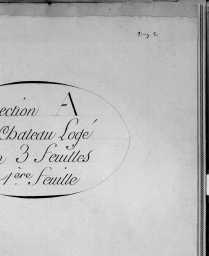 ection A
Chateau Logé
3 Feuilles
1ère feuille